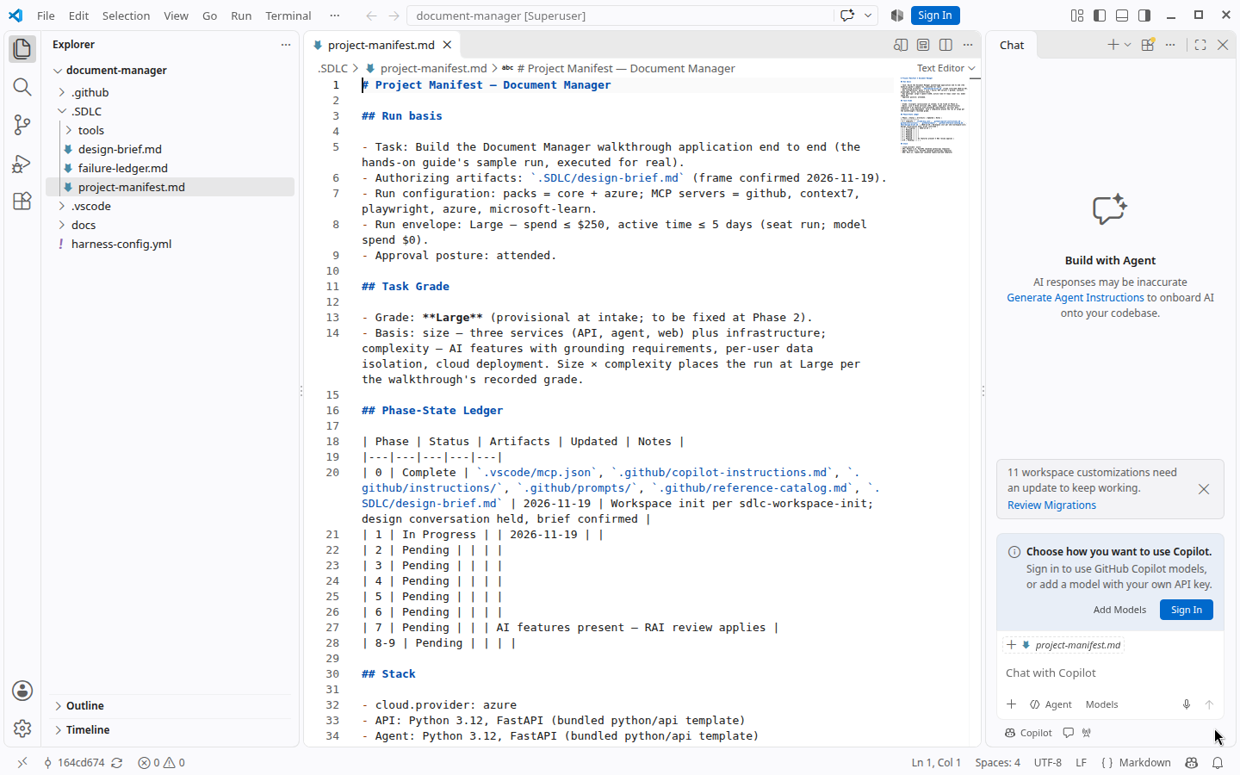 File Edit Selection View Go Run Terminal ···
document-manager [Superuser]
Sign In
Explorer
document-manager
.github
.SDLC
tools
design-brief.md
failure-ledger.md
project-manifest.md
.vscode
docs
! harness-config.yml
Outline
Timeline
project-manifest.md
.SDLC > project-manifest.md > abc # Project Manifest — Document Manager
Text Editor
1 # Project Manifest — Document Manager
2
3 ## Run basis
4
5 - Task: Build the Document Manager walkthrough application end to end (the
hands-on guide's sample run, executed for real).
6 - Authorizing artifacts: `.SDLC/design-brief.md` (frame confirmed 2026-11-19).
7 - Run configuration: packs = core + azure; MCP servers = github, context7,
playwright, azure, microsoft-learn.
8 - Run envelope: Large — spend ≤ $250, active time ≤ 5 days (seat run; model
spend $0).
9 - Approval posture: attended.
10
11 ## Task Grade
12
13 - Grade: **Large** (provisional at intake; to be fixed at Phase 2).
14 - Basis: size — three services (API, agent, web) plus infrastructure;
complexity — AI features with grounding requirements, per-user data
isolation, cloud deployment. Size × complexity places the run at Large per
the walkthrough's recorded grade.
15
16 ## Phase-State Ledger
17
18 | Phase | Status | Artifacts | Updated | Notes |
19 |---|---|---|---|---|
20 | 0 | Complete | `.vscode/mcp.json`, `.github/copilot-instructions.md`, `.
github/instructions/`, `.github/prompts/`, `.github/reference-catalog.md`, `.
SDLC/design-brief.md` | 2026-11-19 | Workspace init per sdlc-workspace-init;
design conversation held, brief confirmed |
21 | 1 | In Progress | | 2026-11-19 | |
22 | 2 | Pending | | | |
23 | 3 | Pending | | | |
24 | 4 | Pending | | | |
25 | 5 | Pending | | | |
26 | 6 | Pending | | | |
27 | 7 | Pending | | | AI features present — RAI review applies |
28 | 8-9 | Pending | | | |
29
30 ## Stack
31
32 - cloud.provider: azure
33 - API: Python 3.12, FastAPI (bundled python/api template)
34 - Agent: Python 3.12, FastAPI (bundled python/api template)
Chat
Build with Agent
AI responses may be inaccurate
Generate Agent Instructions to onboard AI
onto your codebase.
11 workspace customizations need
an update to keep working.
Review Migrations
Choose how you want to use Copilot.
Sign in to use GitHub Copilot models,
or add a model with your own API key.
Add Models
Sign In
project-manifest.md
Chat with Copilot
Agent Models
Copilot
164cd674
0 0
Ln 1, Col 1 Spaces: 4 UTF-8 LF { } Markdown